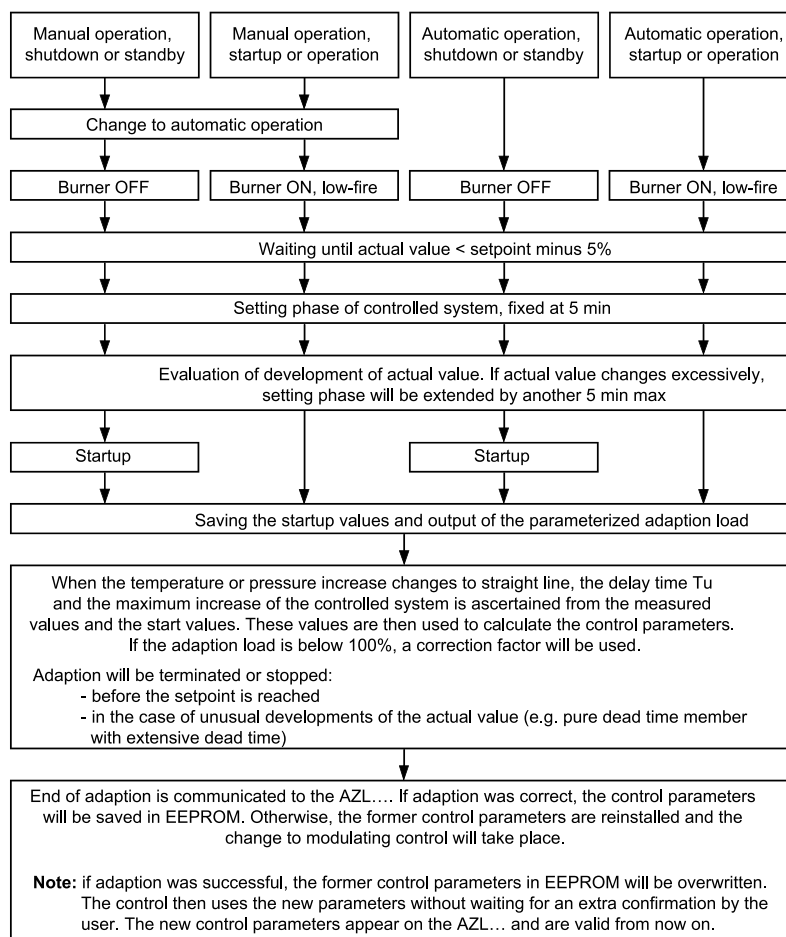 Manual operation,
shutdown or standby
Manual operation,
startup or operation
Automatic operation,
shutdown or standby
Automatic operation,
startup or operation
Change to automatic operation
Burner OFF
Burner ON, low-fire
Burner OFF
Burner ON, low-fire
Waiting until actual value < setpoint minus 5%
Setting phase of controlled system, fixed at 5 min
Evaluation of development of actual value. If actual value changes excessively,
setting phase will be extended by another 5 min max
Startup
Startup
Saving the startup values and output of the parameterized adaption load
When the temperature or pressure increase changes to straight line, the delay time Tu
and the maximum increase of the controlled system is ascertained from the measured
values and the start values. These values are then used to calculate the control parameters.
If the adaption load is below 100%, a correction factor will be used.
Adaption will be terminated or stopped:
- before the setpoint is reached
- in the case of unusual developments of the actual value (e.g. pure dead time member
with extensive dead time)
End of adaption is communicated to the AZL…. If adaption was correct, the control parameters
will be saved in EEPROM. Otherwise, the former control parameters are reinstalled and the
change to modulating control will take place.
Note: if adaption was successful, the former control parameters in EEPROM will be overwritten.
The control then uses the new parameters without waiting for an extra confirmation by the
user. The new control parameters appear on the AZL… and are valid from now on.